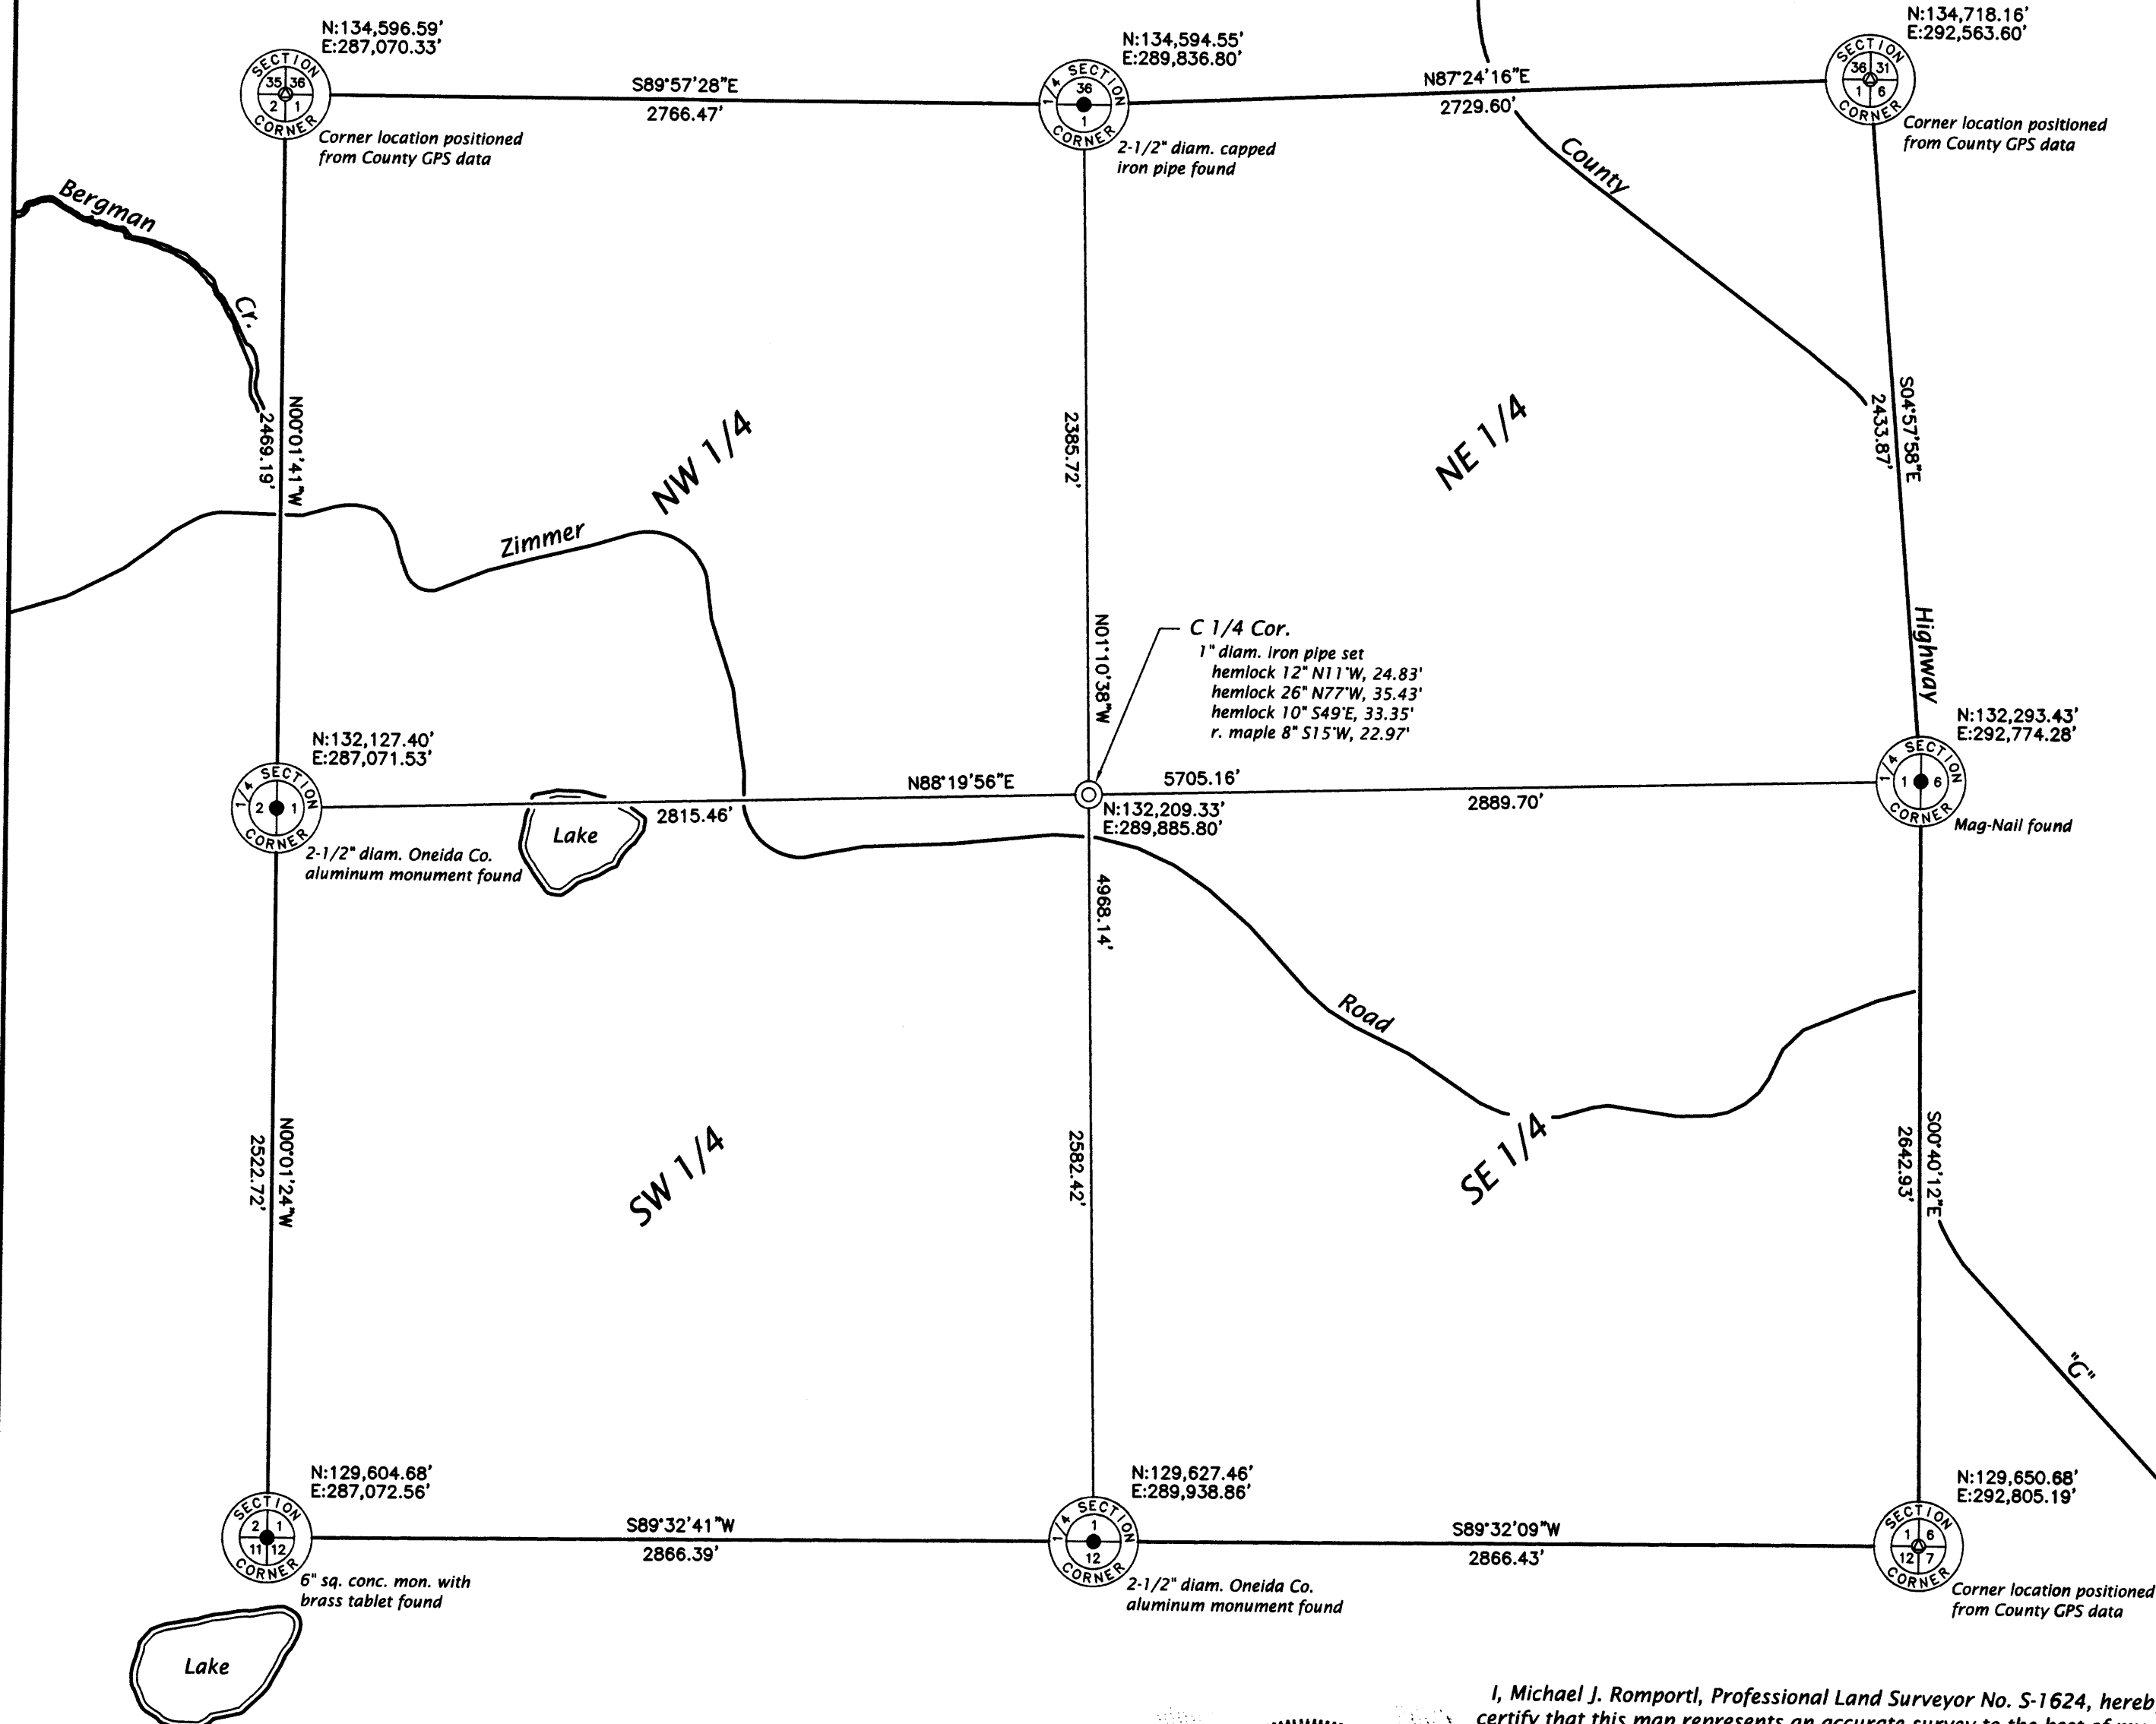 N:134,596.59'
E:287,070.33'
SECTION
35 36
2 1
CORNER
Corner location positioned
from County GPS data
S89°57'28"E
2766.47'
N:134,594.55'
E:289,836.80'
1/4 SECTION
36
1
CORNER
2-1/2" diam. capped
iron pipe found
N87°24'16"E
2729.60'
N:134,718.16'
E:292,563.60'
SECTION
36 31
1 6
CORNER
Corner location positioned
from County GPS data
Bergman
Cr.
County
N00°01'41"W
2469.19'
NW 1/4
2385.72'
N01°10'38"W
NE 1/4
S04°57'58"E
2433.87'
Zimmer
Highway
C 1/4 Cor.
1" diam. iron pipe set
hemlock 12" N11°W, 24.83'
hemlock 26" N77°W, 35.43'
hemlock 10" S49°E, 33.35'
r. maple 8" S15°W, 22.97'
N:132,127.40'
E:287,071.53'
1/4 SECTION
2 1
CORNER
2-1/2" diam. Oneida Co.
aluminum monument found
Lake
2815.46'
N88°19'56"E
5705.16'
2889.70'
N:132,209.33'
E:289,885.80'
N:132,293.43'
E:292,774.28'
1/4 SECTION
1 6
CORNER
Mag-Nail found
4968.14'
Road
N00°01'24"W
2522.72'
SW 1/4
2582.42'
SE 1/4
S00°40'12"E
2642.93'
"G"
N:129,604.68'
E:287,072.56'
SECTION
2 1
11 12
CORNER
6" sq. conc. mon. with
brass tablet found
S89°32'41"W
2866.39'
N:129,627.46'
E:289,938.86'
1/4 SECTION
1
12
CORNER
2-1/2" diam. Oneida Co.
aluminum monument found
S89°32'09"W
2866.43'
N:129,650.68'
E:292,805.19'
SECTION
1 6
12 7
CORNER
Corner location positioned
from County GPS data
Lake
I, Michael J. Romportl, Professional Land Surveyor No. S-1624, hereb
certify that this map represents an accurate survey to the best of